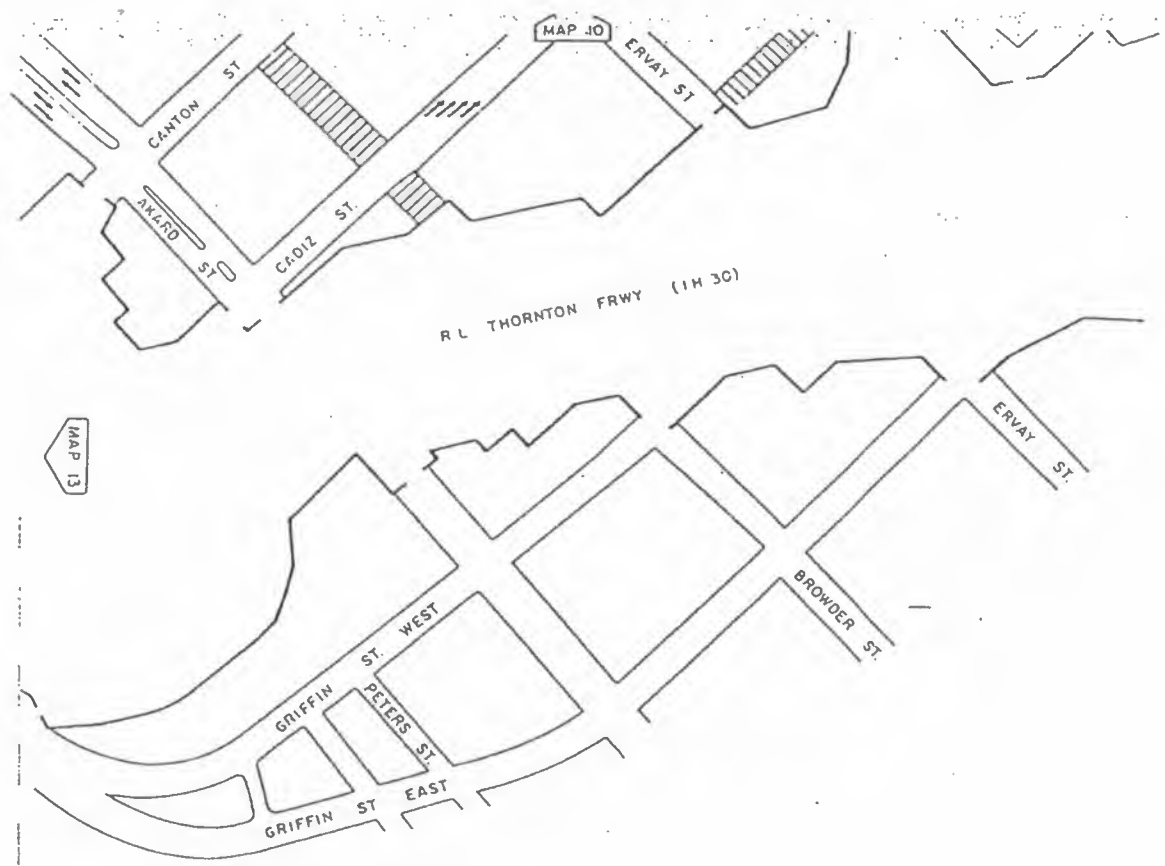 MAP 10
ERVAY ST
CANTON ST
AKARD ST
CADIZ ST.
R L THORNTON FRWY (IH 30)
MAP 13
ERVAY ST.
BROWDER ST.
GRIFFIN ST. WEST
PETERS ST.
GRIFFIN ST EAST